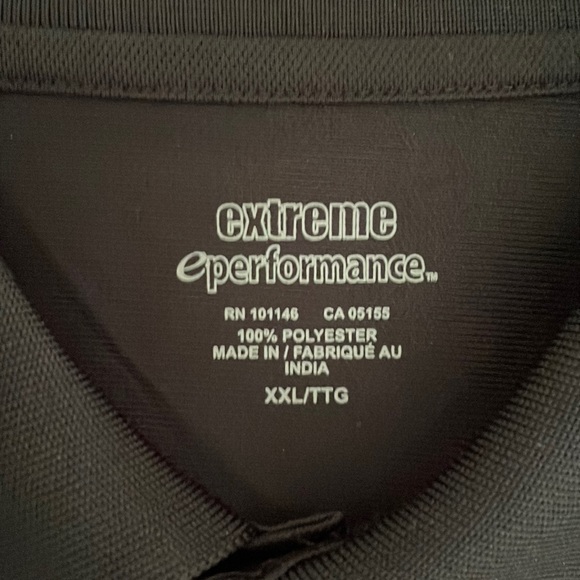 extreme
eperformance™
RN 101146 CA 05155
100% POLYESTER
MADE IN / FABRIQUÉ AU
INDIA
XXL/TTG